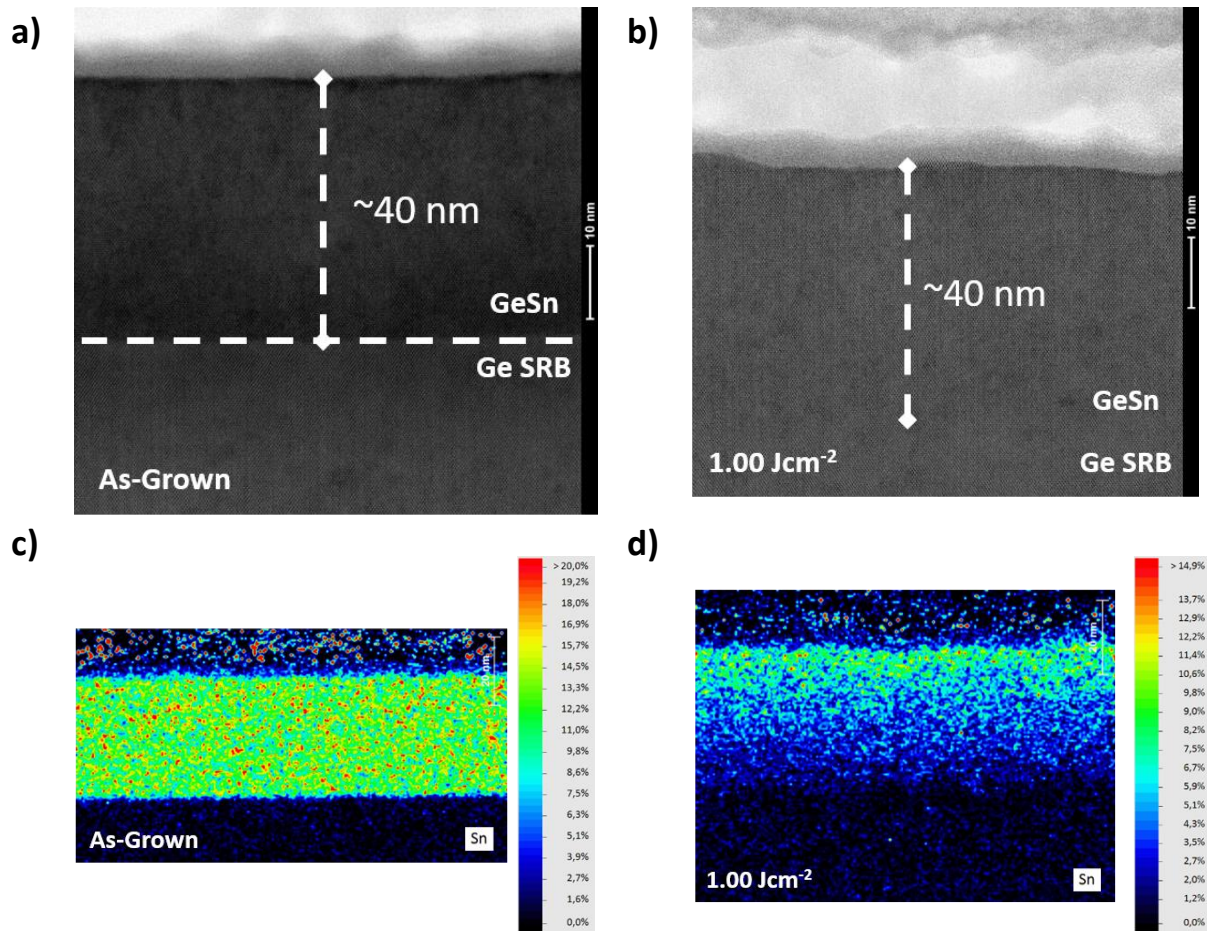 a)
~40 nm
10 nm
GeSn
Ge SRB
As-Grown
b)
~40 nm
10 nm
GeSn
1.00 Jcm⁻²
Ge SRB
c)
20 nm
As-Grown
Sn
> 20,0%
19,2%
18,0%
16,9%
15,7%
14,5%
13,3%
12,2%
11,0%
9,8%
8,6%
7,5%
6,3%
5,1%
3,9%
2,7%
1,6%
0,0%
d)
20 nm
1.00 Jcm⁻²
Sn
> 14,9%
13,7%
12,9%
12,2%
11,4%
10,6%
9,8%
9,0%
8,2%
7,5%
6,7%
5,9%
5,1%
4,3%
3,5%
2,7%
2,0%
1,2%
0,0%